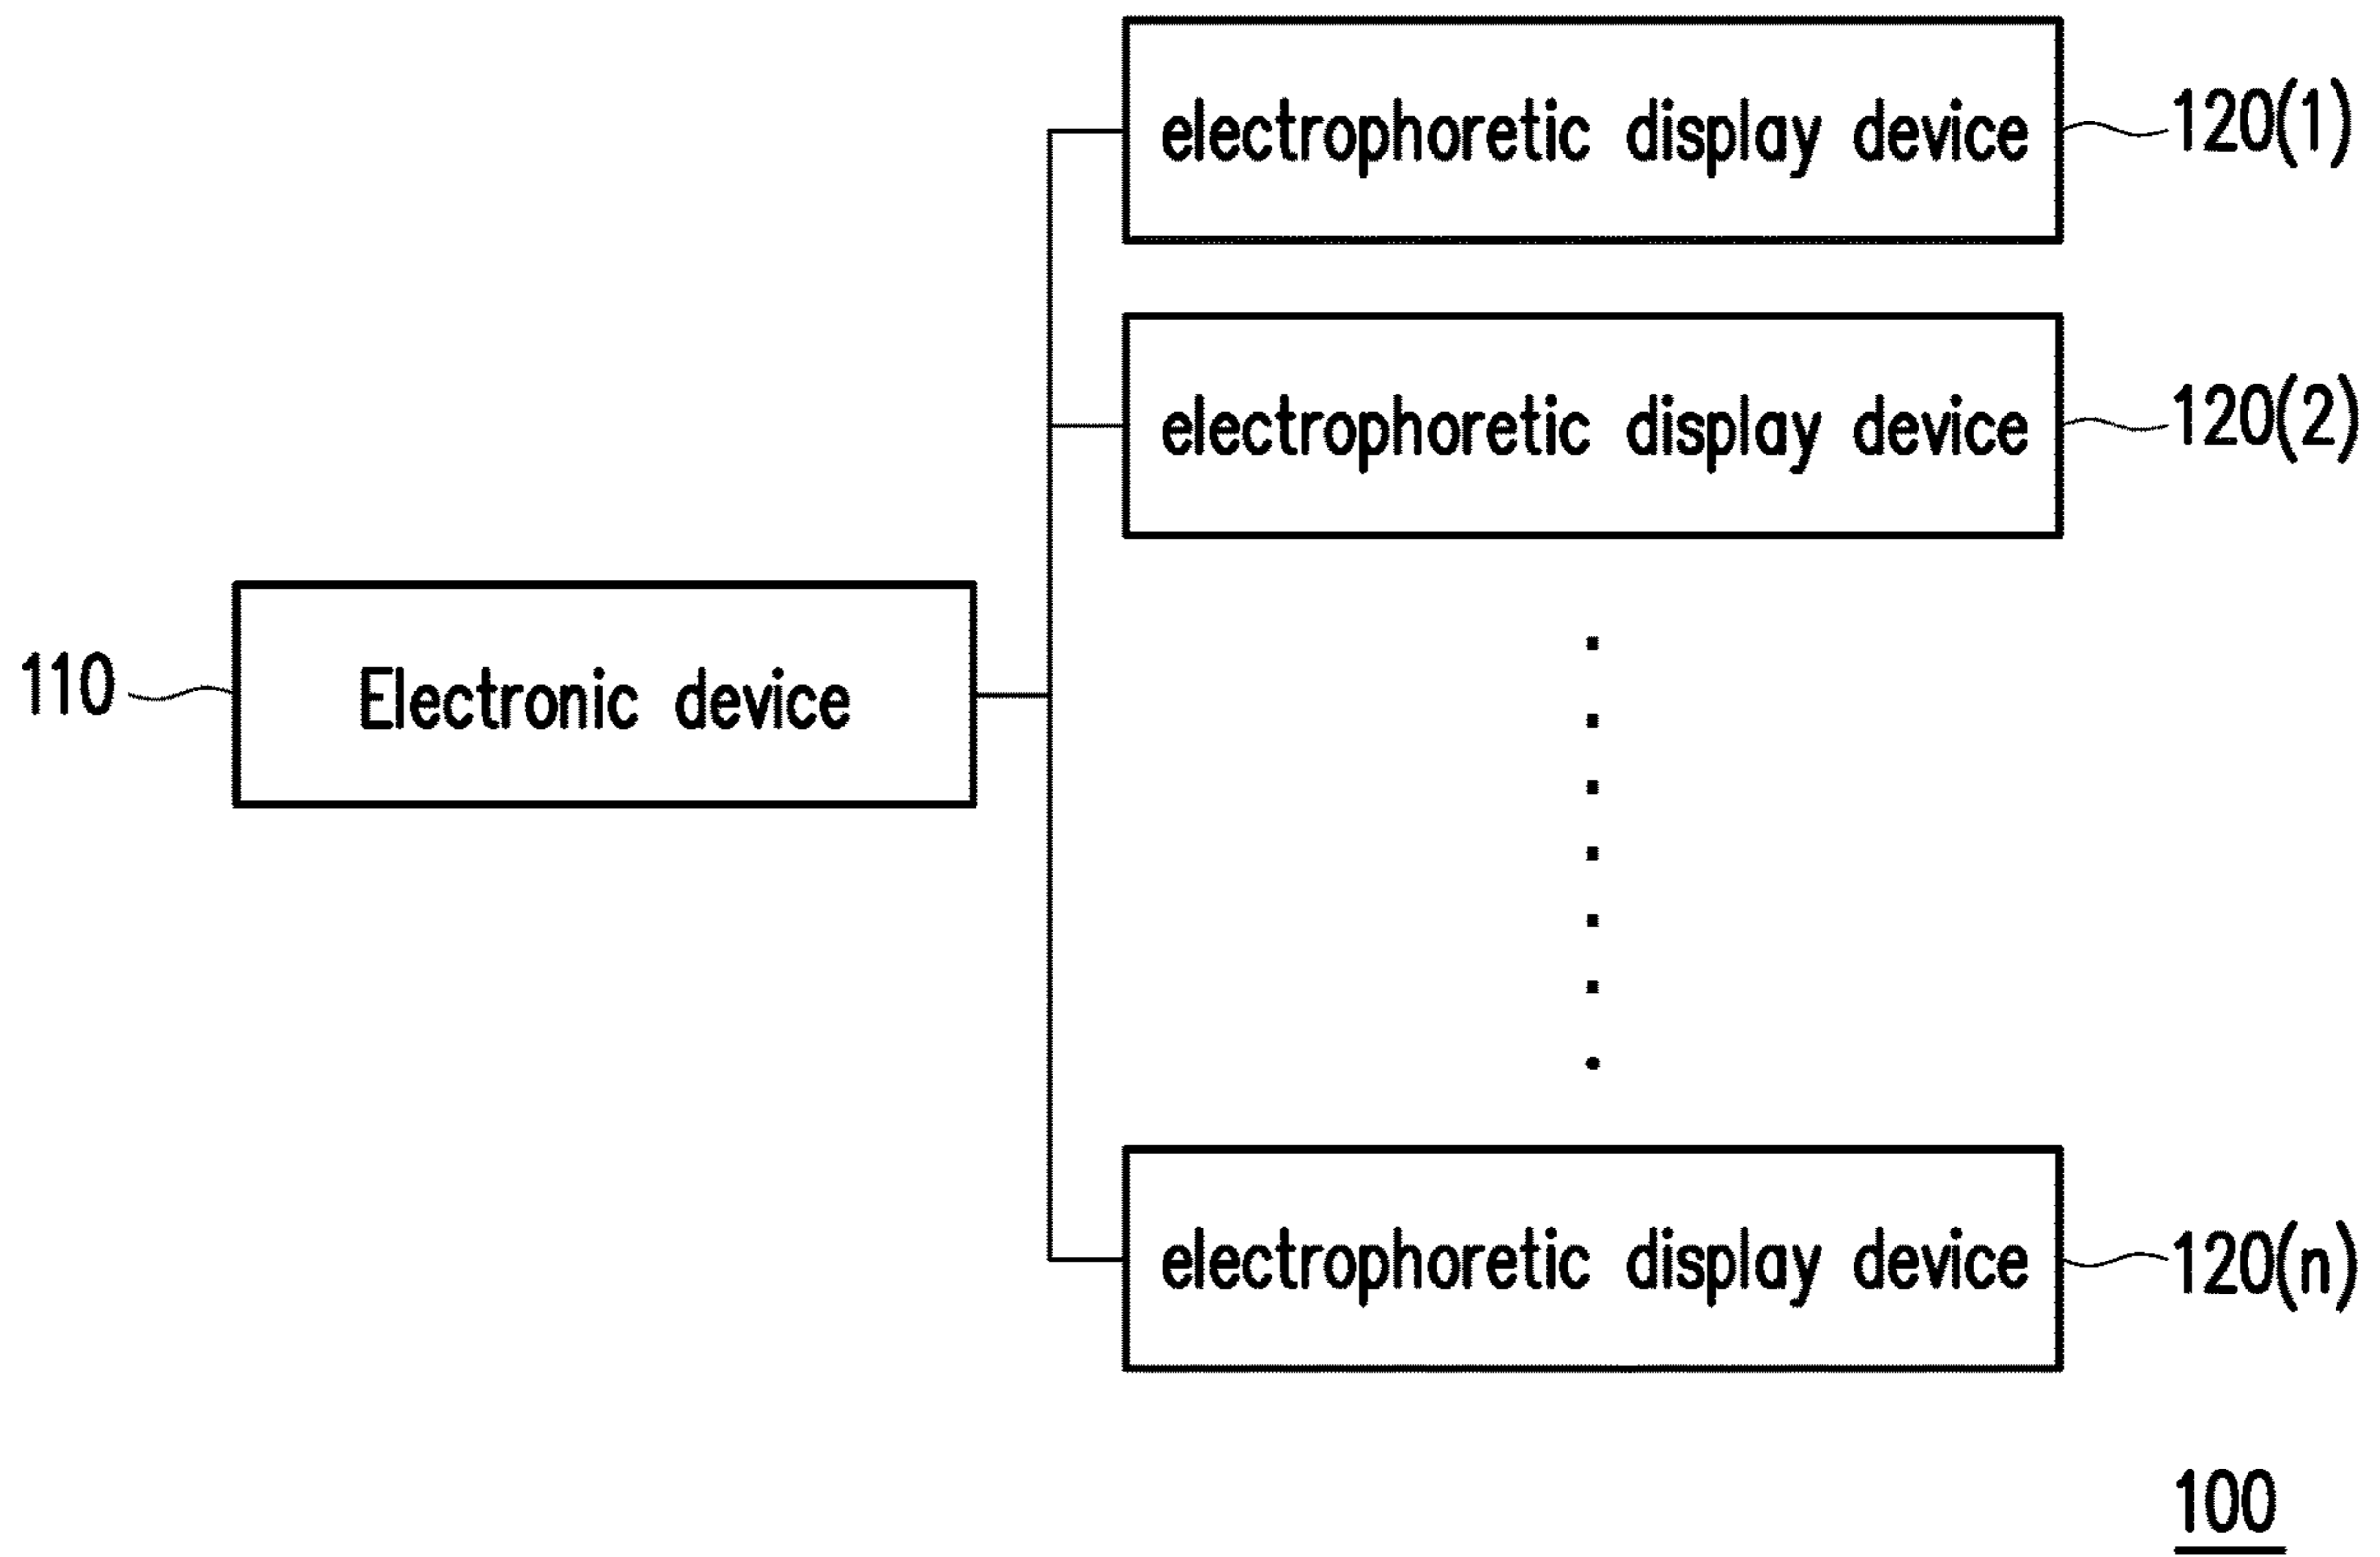 electrophoretic display device 120(1)
electrophoretic display device 120(2)
110 Electronic device
electrophoretic display device 120(n)
100